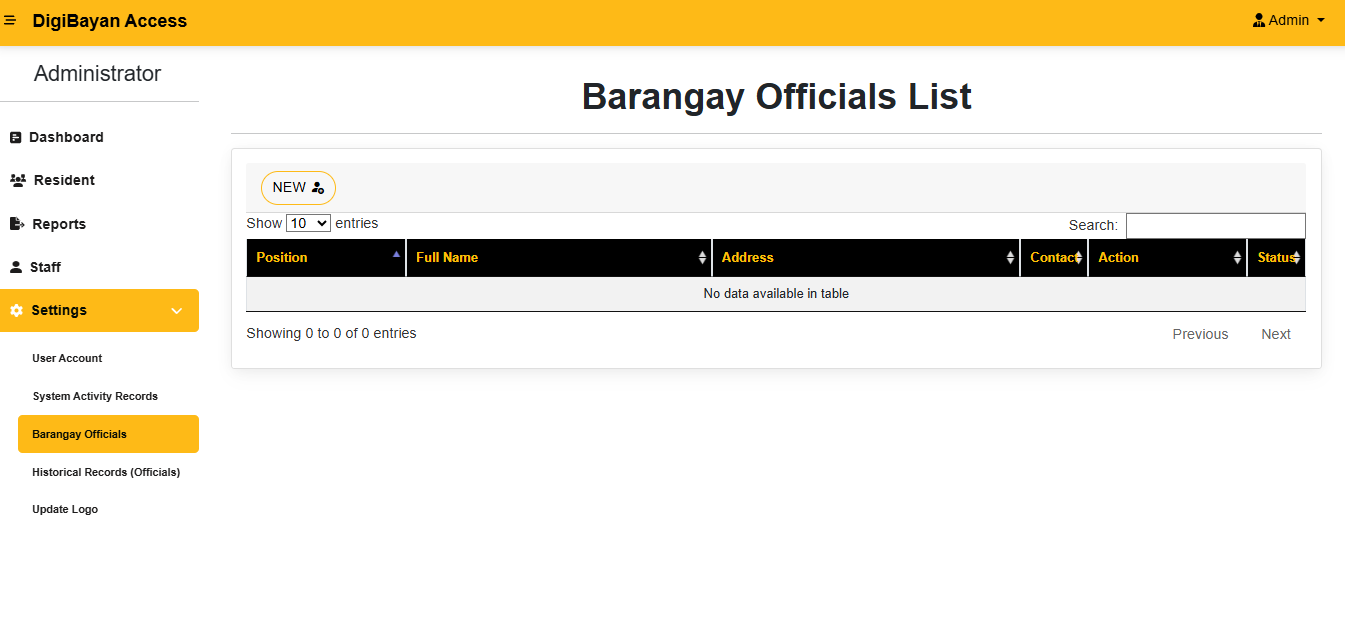 DigiBayan Access
Admin
Administrator
Dashboard
Resident
Reports
Staff
Settings
User Account
System Activity Records
Barangay Officials
Historical Records (Officials)
Update Logo
Barangay Officials List
NEW
Show 10 entries
Search:
Position Full Name Address Contact Action Status
No data available in table
Showing 0 to 0 of 0 entries
Previous Next